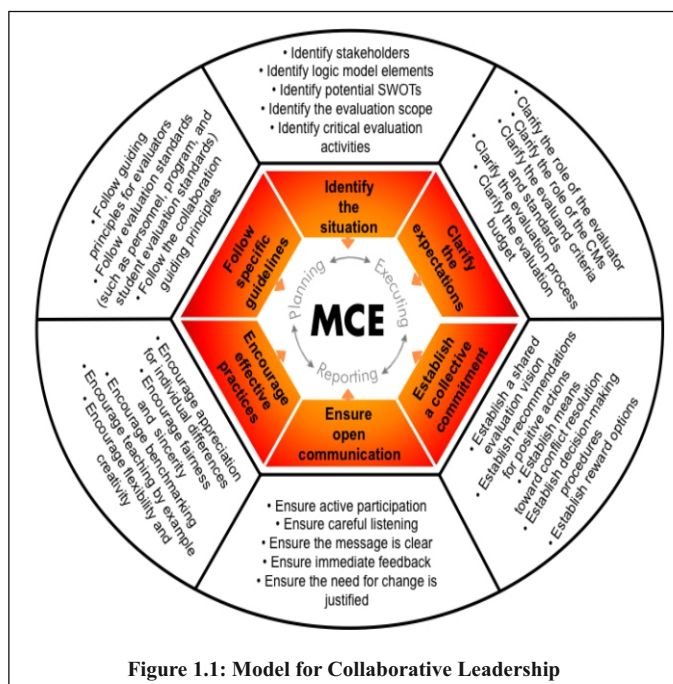 • Identify stakeholders
• Identify logic model elements
• Identify potential SWOTs
• Identify the evaluation scope
• Identify critical evaluation
activities
• Clarify the role of the evaluator
• Clarify the role of the CMs
• Clarify the evaluand criteria
and standards
• Clarify the evaluation process
• Clarify the evaluation
budget
• Establish a shared
evaluation vision
• Establish recommendations
for positive actions
• Establish means
toward conflict resolution
• Establish decision-making
procedures
• Establish reward options
• Ensure active participation
• Ensure careful listening
• Ensure the message is clear
• Ensure immediate feedback
• Ensure the need for change is
justified
• Encourage appreciation
for individual differences
• Encourage fairness
and sincerity
• Encourage benchmarking
• Encourage teaching by example
• Encourage flexibility and
creativity
• Follow guiding
principles for evaluators
• Follow evaluation standards
(such as personnel, program, and
student evaluation standards)
• Follow the collaboration
guiding principles
Identify
the
situation
Clarify
the
expectations
Establish
a collective
commitment
Ensure
open
communication
Encourage
effective
practices
Follow
specific
guidelines
Planning
Executing
Reporting
MCE
Figure 1.1: Model for Collaborative Leadership